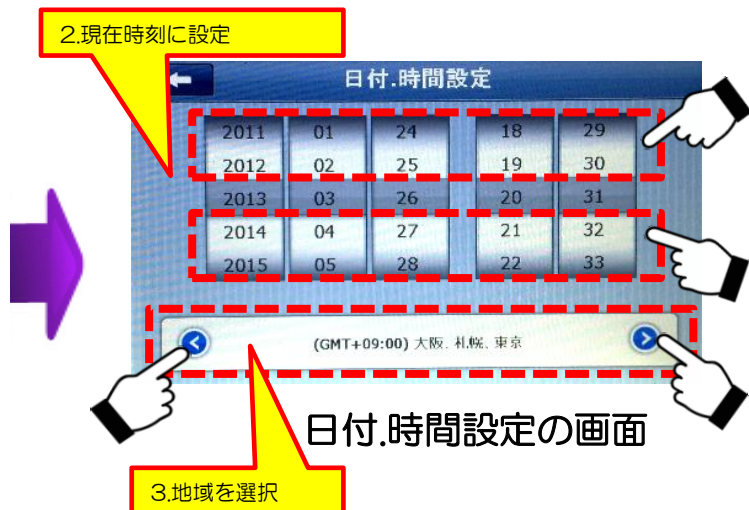 2.現在時刻に設定
日付.時間設定
2011 01 24 18 29
2012 02 25 19 30
2013 03 26 20 31
2014 04 27 21 32
2015 05 28 22 33
(GMT+09:00) 大阪、札幌、東京
日付.時間設定の画面
3.地域を選択